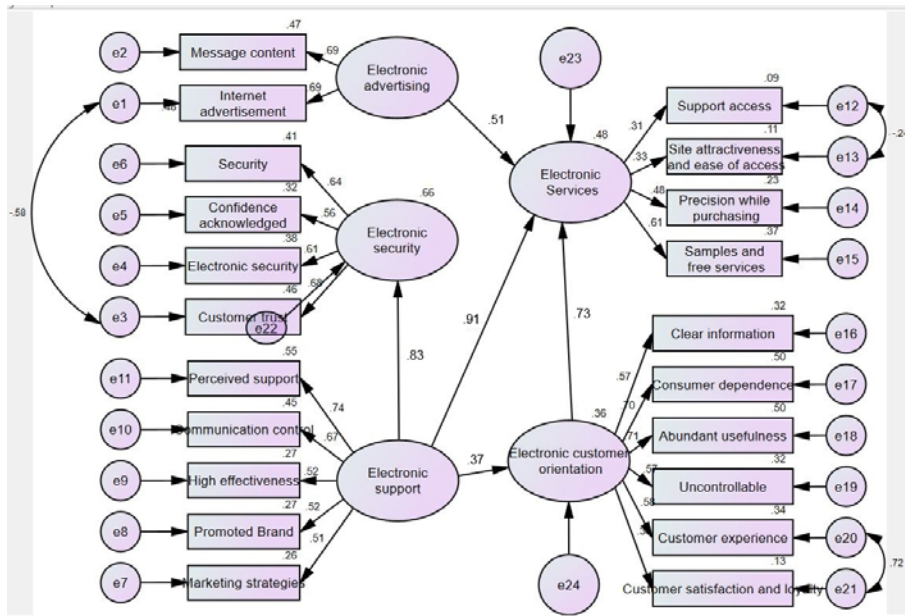 .47
e2
Message content
.69
Electronic
advertising
e1
Internet
advertisement
.69
e23
.09
Support access
e12
-.24
.51
.48
.31
.11
Site attractiveness
and ease of access
e13
.33
Electronic
Services
.23
Precision while
purchasing
.48
e14
.61
.37
Samples and
free services
e15
.41
e6
Security
.64
.32
.66
e5
Confidence
acknowledged
.56
Electronic
security
.38
e4
Electronic security
.61
.46
e3
Customer trust
.68
e22
-.58
.91
.73
.83
.55
e11
Perceived support
.74
.45
e10
Communication control
.67
.27
e9
High effectiveness
.52
Electronic
support
.37
.27
e8
Promoted Brand
.52
.26
e7
Marketing strategies
.51
.32
Clear information
e16
.57
.50
Consumer dependence
e17
.70
.36
.50
Abundant usefulness
e18
.71
Electronic customer
orientation
.32
Uncontrollable
e19
.57
.34
Customer experience
e20
.58
.72
.13
Customer satisfaction and loyalty
e21
e24